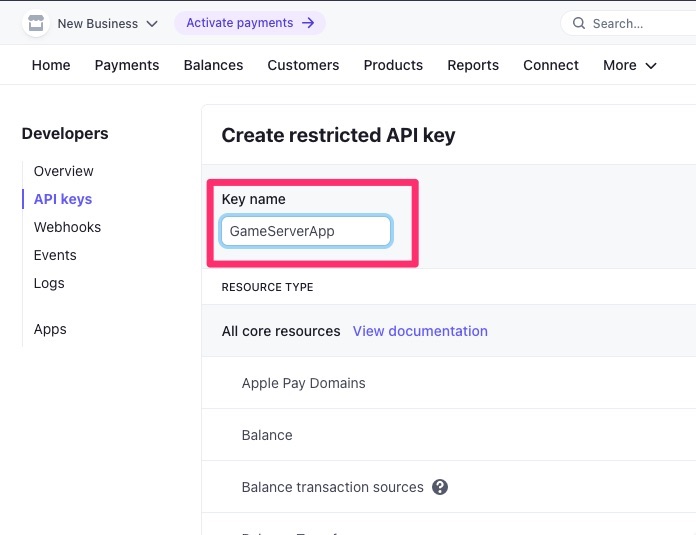 New Business
Activate payments →
Search...
Home Payments Balances Customers Products Reports Connect More
Developers
Overview
API keys
Webhooks
Events
Logs
Apps
Create restricted API key
Key name
GameServerApp
RESOURCE TYPE
All core resources View documentation
Apple Pay Domains
Balance
Balance transaction sources ?